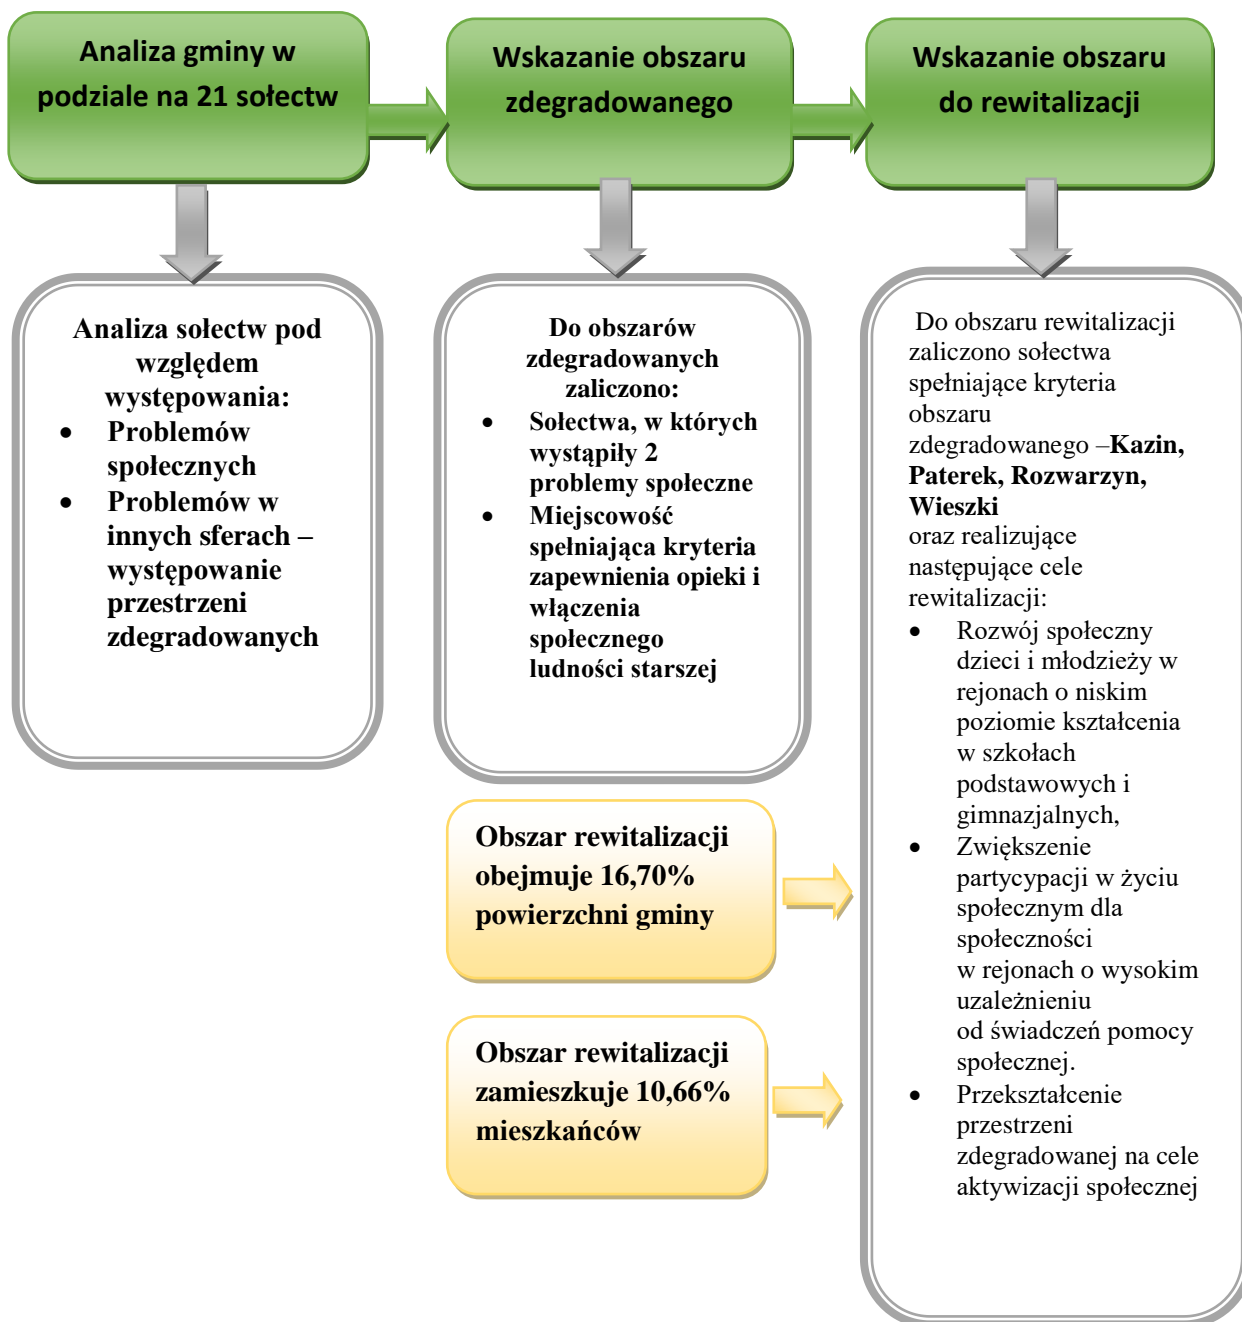 Analiza gminy w
podziale na 21 sołectw
Wskazanie obszaru
zdegradowanego
Wskazanie obszaru
do rewitalizacji
Analiza sołectw pod
względem
występowania:
• Problemów
społecznych
• Problemów w
innych sferach –
występowanie
przestrzeni
zdegradowanych
Do obszarów
zdegradowanych
zaliczono:
• Sołectwa, w których
wystąpiły 2
problemy społeczne
• Miejscowość
spełniająca kryteria
zapewnienia opieki i
włączenia
społecznego
ludności starszej
Do obszaru rewitalizacji
zaliczono sołectwa
spełniające kryteria
obszaru
zdegradowanego –Kazin,
Paterek, Rozwarzyn,
Wieszki
oraz realizujące
następujące cele
rewitalizacji:
• Rozwój społeczny
dzieci i młodzieży w
rejonach o niskim
poziomie kształcenia
w szkołach
podstawowych i
gimnazjalnych,
• Zwiększenie
partycypacji w życiu
społecznym dla
społeczności
w rejonach o wysokim
uzależnieniu
od świadczeń pomocy
społecznej.
• Przekształcenie
przestrzeni
zdegradowanej na cele
aktywizacji społecznej
Obszar rewitalizacji
obejmuje 16,70%
powierzchni gminy
Obszar rewitalizacji
zamieszkuje 10,66%
mieszkańców